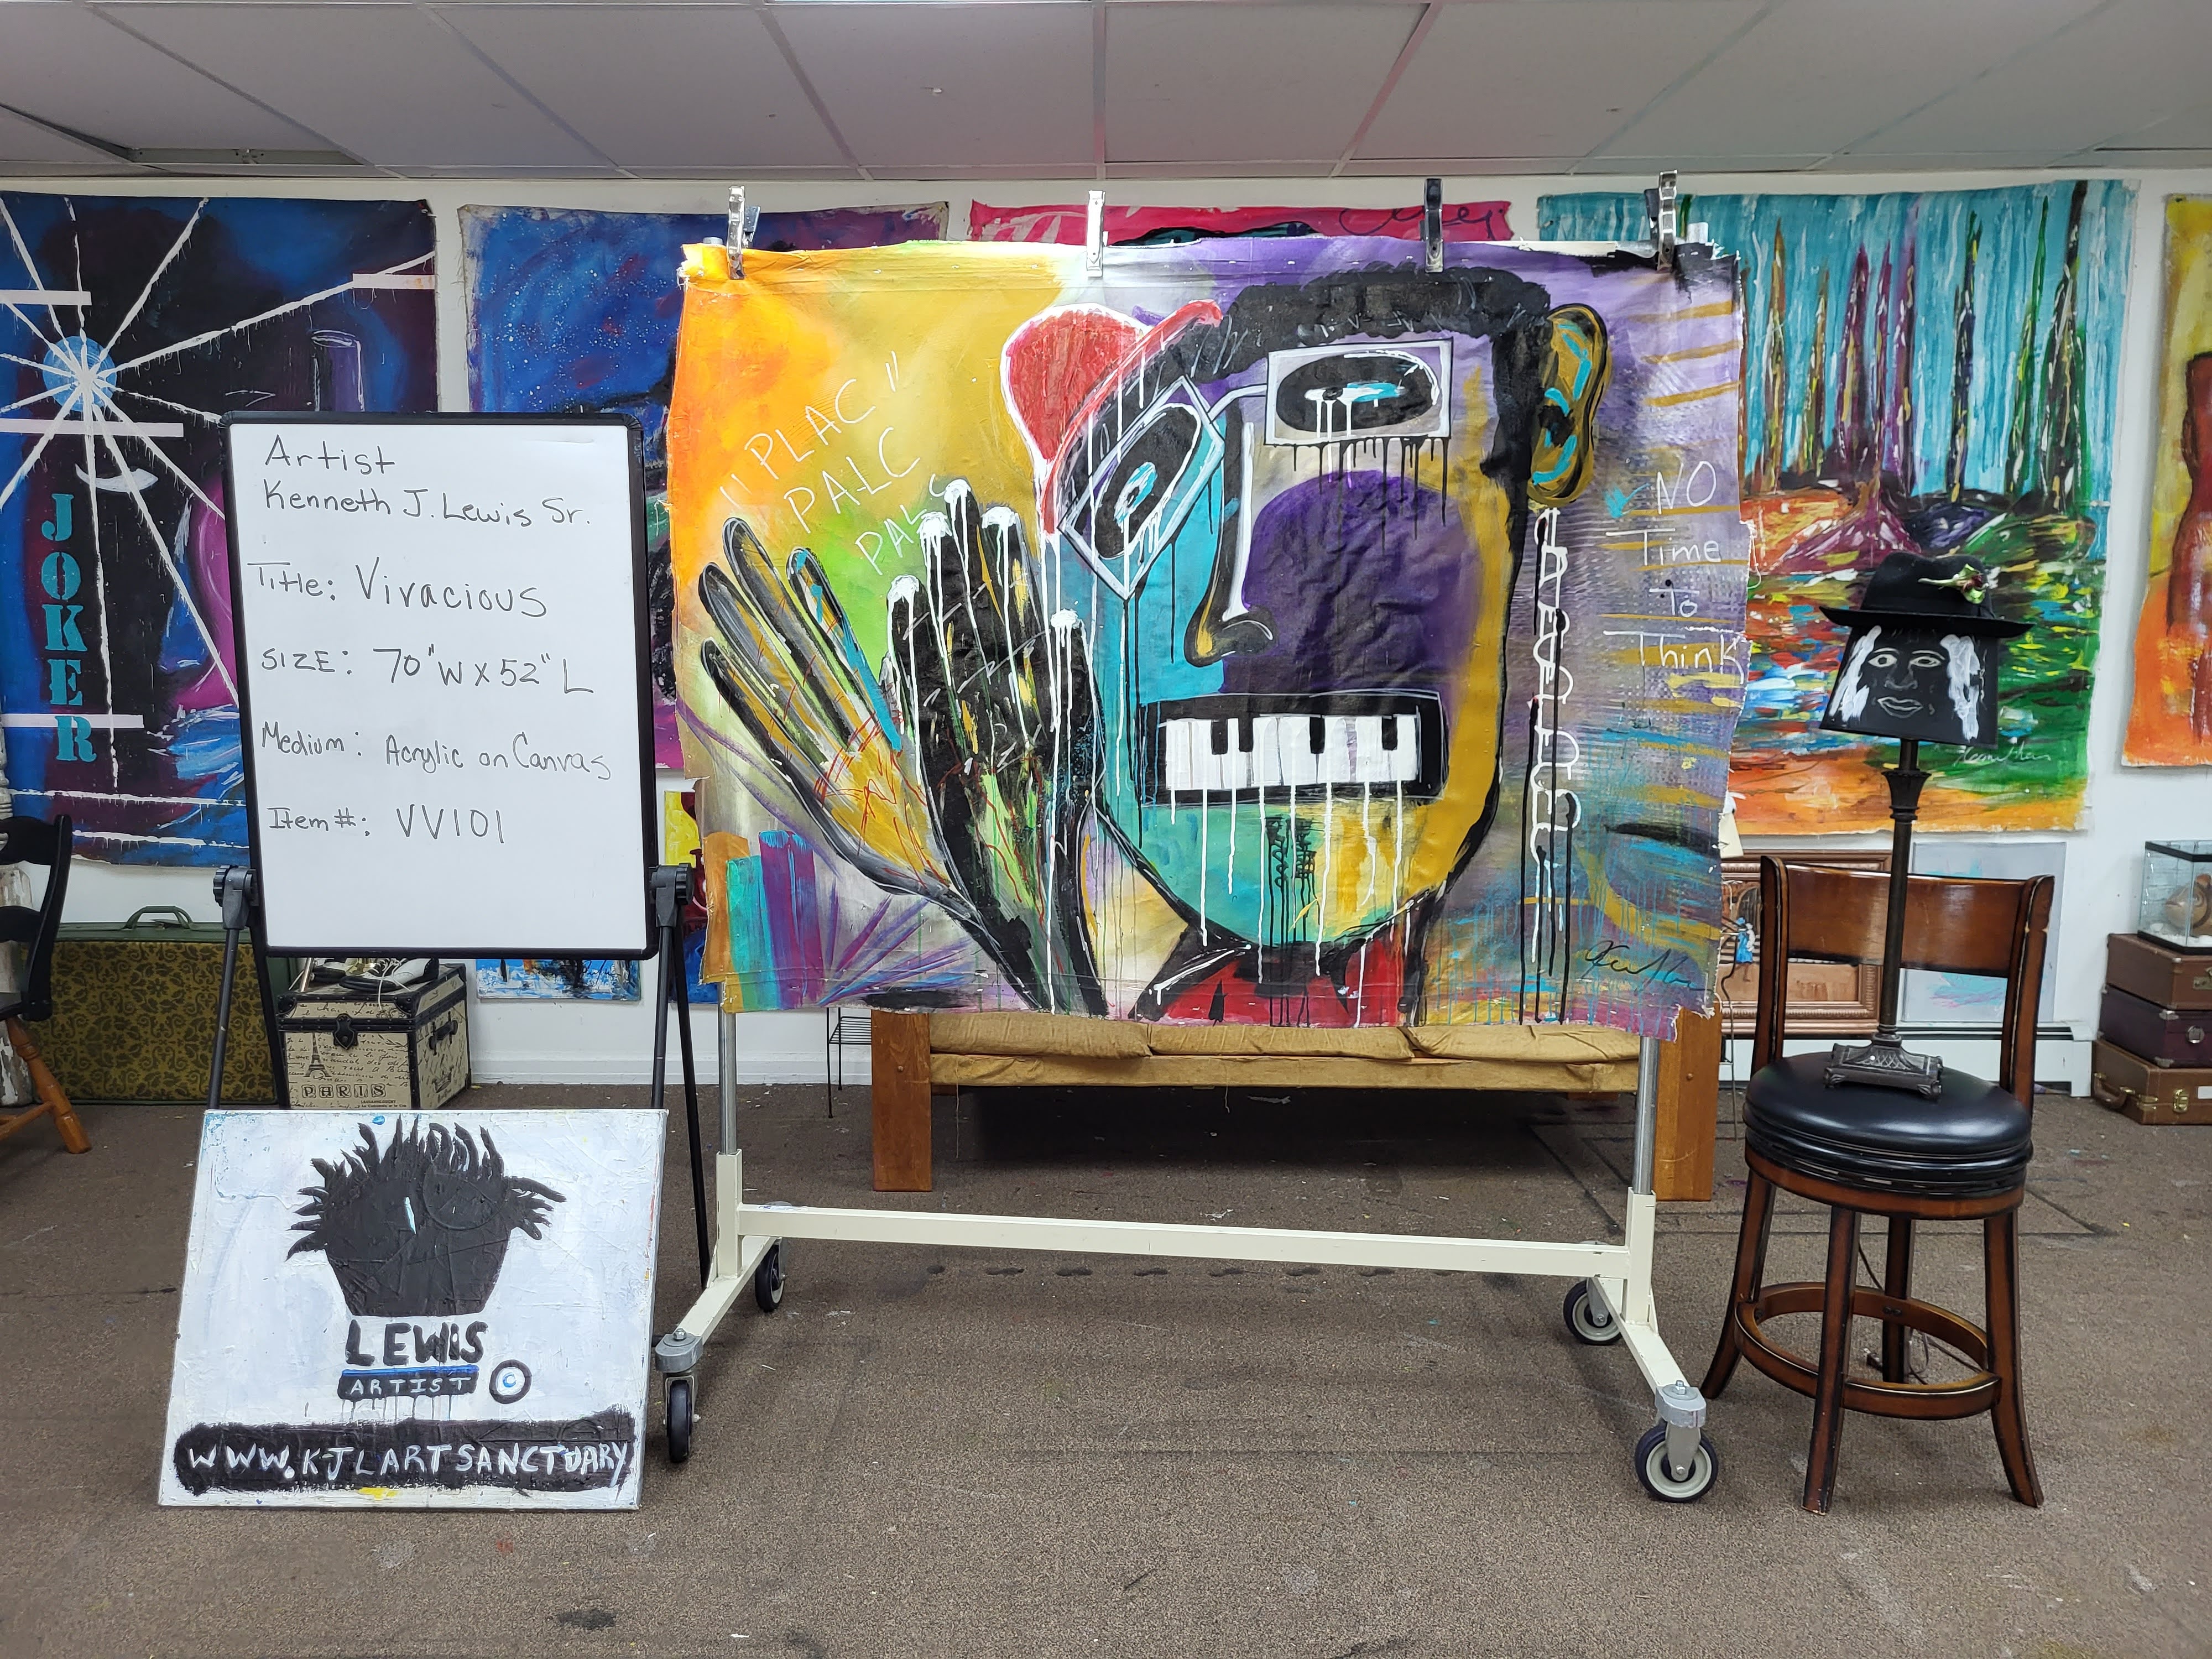 Artist
Kenneth J. Lewis Sr.
Title: Vivacious
SIZE: 70"W x 52" L
Medium: Acrylic on Canvas
Item #: VV101
JOKER
"PLAC"
PALC
PALC
NO
Time
To
Think
PARIS
LEWIS
ARTIST
WWW.KJLARTSANCTUARY